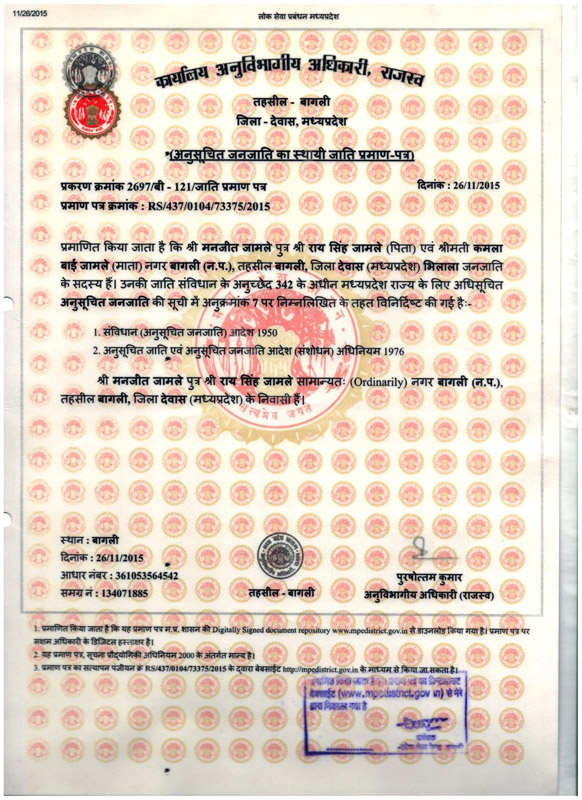 11/26/2015
लोक सेवा प्रबंधन मध्यप्रदेश
कार्यालय अनुविभागीय अधिकारी, राजस्व
तहसील - बागली
जिला - देवास, मध्यप्रदेश
(अनुसूचित जनजाति का स्थायी जाति प्रमाण-पत्र)
प्रकरण क्रमांक 2697/बी - 121/जाति प्रमाण पत्र
दिनांक : 26/11/2015
प्रमाण पत्र क्रमांक : RS/437/0104/73375/2015
प्रमाणित किया जाता है कि श्री मनजीत जामले पुत्र श्री राय सिंह जामले (पिता) एवं श्रीमती कमला
बाई जामले (माता) नगर बागली (न.प.), तहसील बागली, जिला देवास (मध्यप्रदेश) भिलाला जनजाति
के सदस्य हैं। उनकी जाति संविधान के अनुच्छेद 342 के अधीन मध्यप्रदेश राज्य के लिए अधिसूचित
अनुसूचित जनजाति की सूची में अनुक्रमांक 7 पर निम्नलिखित के तहत विनिर्दिष्ट की गई है:-
1. संविधान (अनुसूचित जनजाति) आदेश 1950
2. अनुसूचित जाति एवं अनुसूचित जनजाति आदेश (संशोधन) अधिनियम 1976
श्री मनजीत जामले पुत्र श्री राय सिंह जामले सामान्यतः (Ordinarily) नगर बागली (न.प.),
तहसील बागली, जिला देवास (मध्यप्रदेश) के निवासी हैं।
सत्यमेव जयते
स्थान : बागली
दिनांक : 26/11/2015
आधार नंबर : 361053564542
समग्र नं : 134071885
तहसील - बागली
पुरषोत्तम कुमार
अनुविभागीय अधिकारी (राजस्व)
1. प्रमाणित किया जाता है कि यह प्रमाण पत्र म.प्र. शासन की Digitally Signed document repository www.mpedistrict.gov.in से डाउनलोड किया गया है। प्रमाण पत्र पर
सक्षम अधिकारी के डिजिटल हस्ताक्षर है।
2. यह प्रमाण पत्र, सूचना प्रौद्योगिकी अधिनियम 2000 के अंतर्गत मान्य है।
3. प्रमाण पत्र का सत्यापन पंजीयन क्रं RS/437/0104/73375/2015 के द्वारा बेबसाईट http://mpedistrict.gov.in के माध्यम से किया जा.सकता है।
वेबसाईट (www.mpedistrict.gov in) से मेरे
द्वारा निकाला गया है